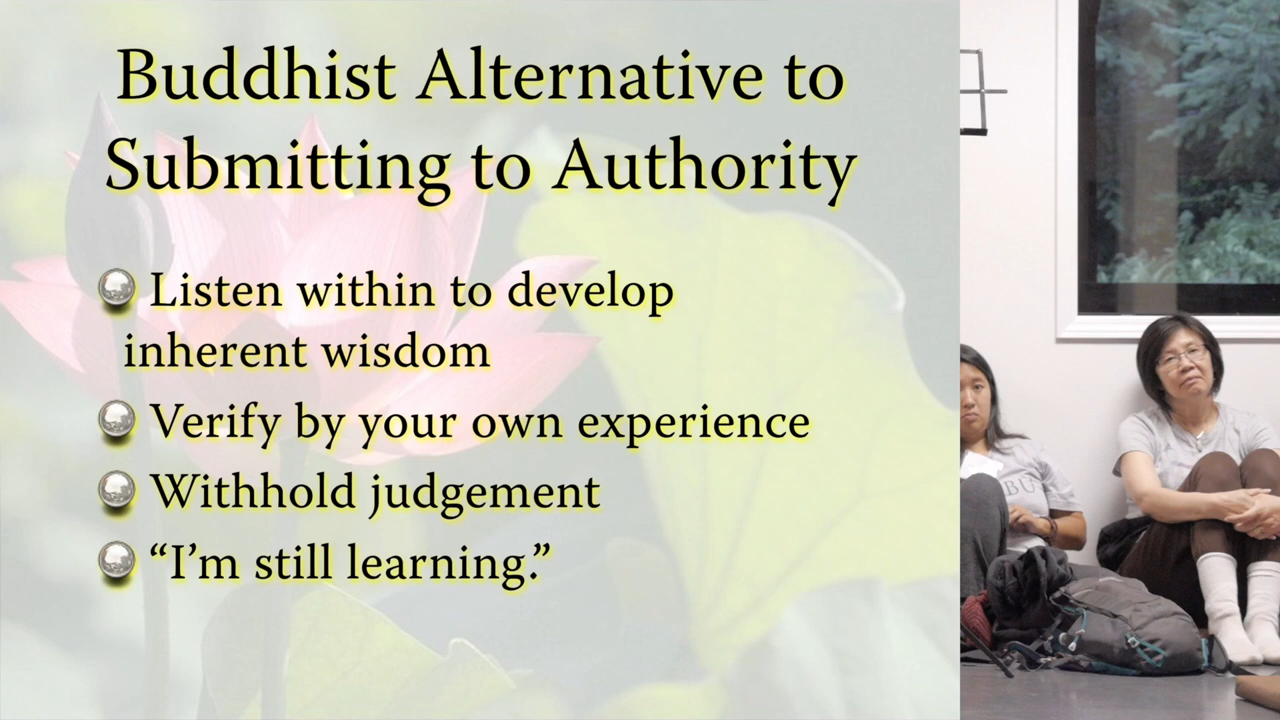 Buddhist Alternative to
Submitting to Authority
Listen within to develop
inherent wisdom
Verify by your own experience
Withhold judgement
“I’m still learning.”
BU